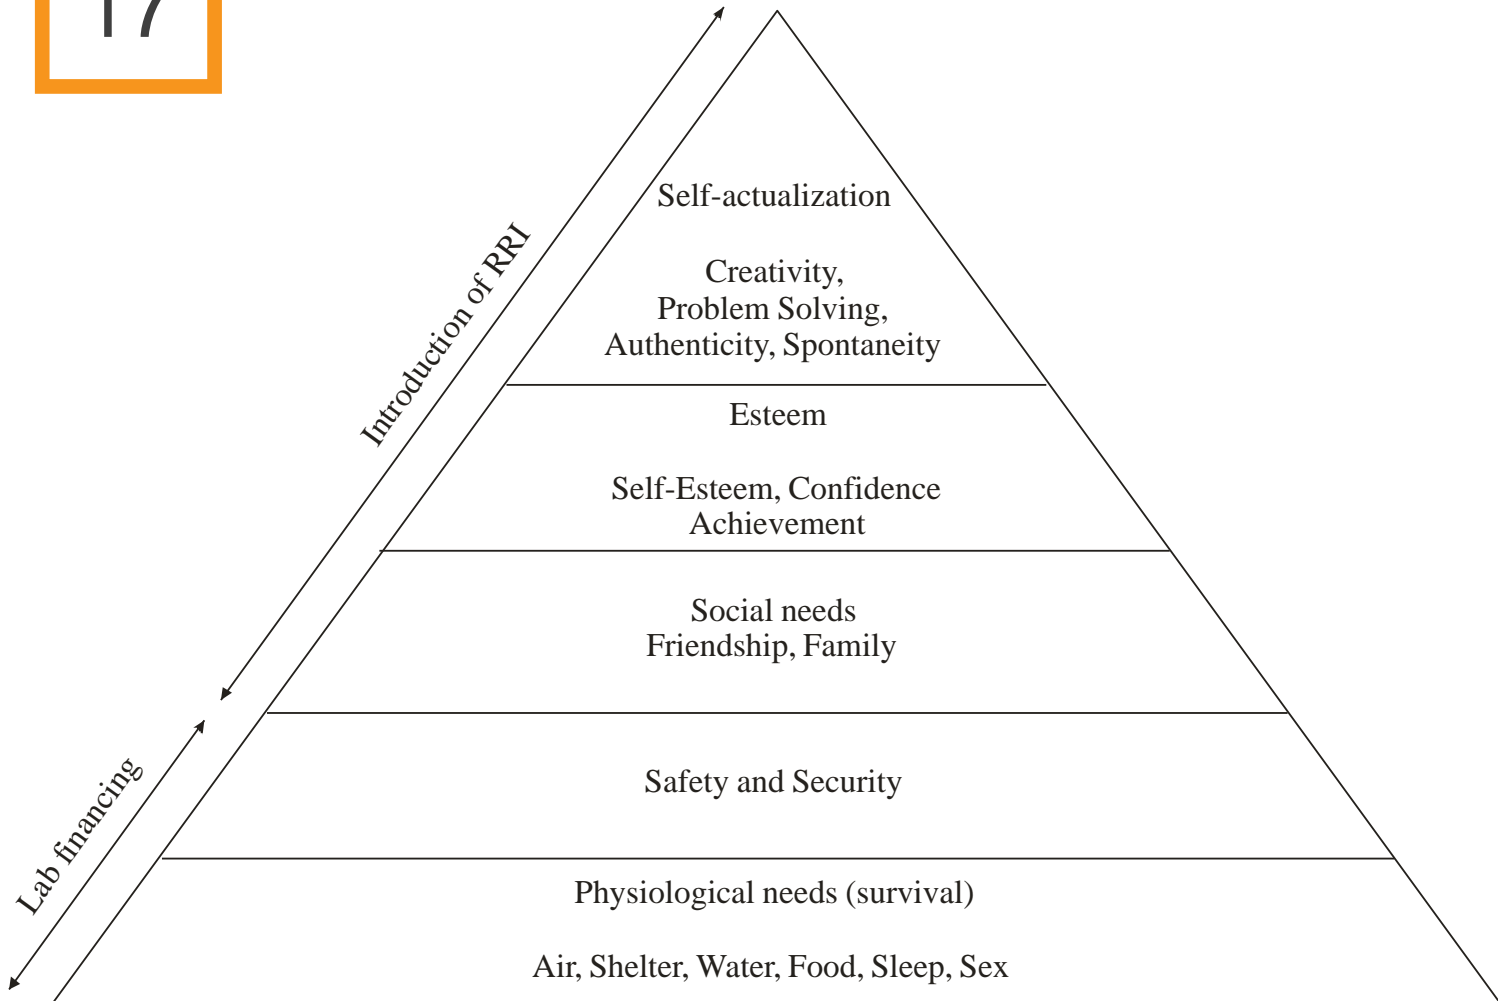 17
Self-actualization
Creativity,
Problem Solving,
Authenticity, Spontaneity
Introduction of RRI
Esteem
Self-Esteem, Confidence
Achievement
Social needs
Friendship, Family
Safety and Security
Lab financing
Physiological needs (survival)
Air, Shelter, Water, Food, Sleep, Sex